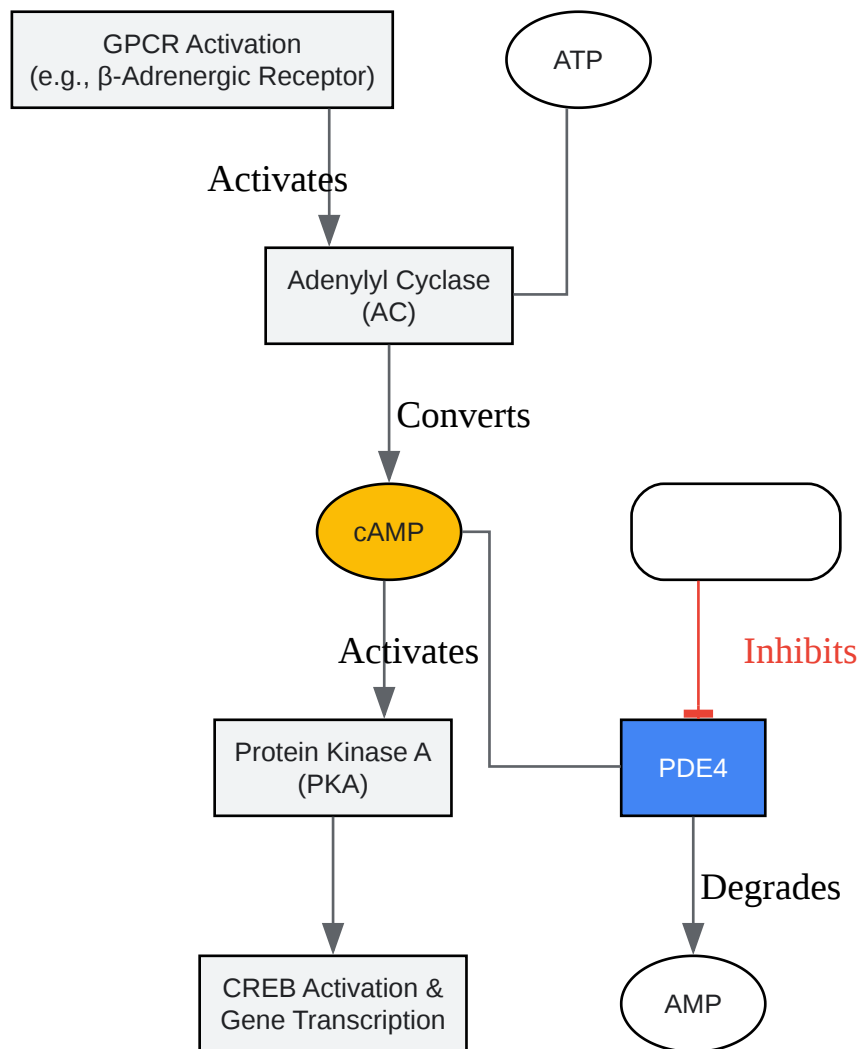 GPCR Activation
(e.g., β-Adrenergic Receptor)
ATP
Activates
Adenylyl Cyclase
(AC)
Converts
cAMP
Activates
Inhibits
Protein Kinase A
(PKA)
PDE4
Degrades
CREB Activation &
Gene Transcription
AMP